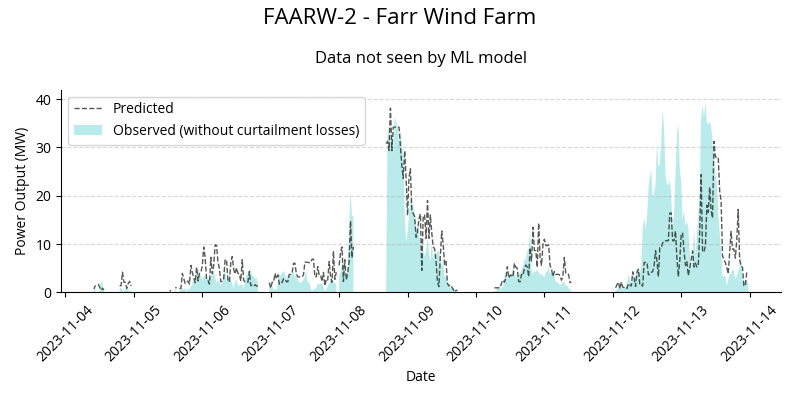 FAARW-2 - Farr Wind Farm
Data not seen by ML model
Predicted
Observed (without curtailment losses)
Power Output (MW)
40
30
20
10
0
2023-11-04
2023-11-05
2023-11-06
2023-11-07
2023-11-08
2023-11-09
2023-11-10
2023-11-11
2023-11-12
2023-11-13
2023-11-14
Date